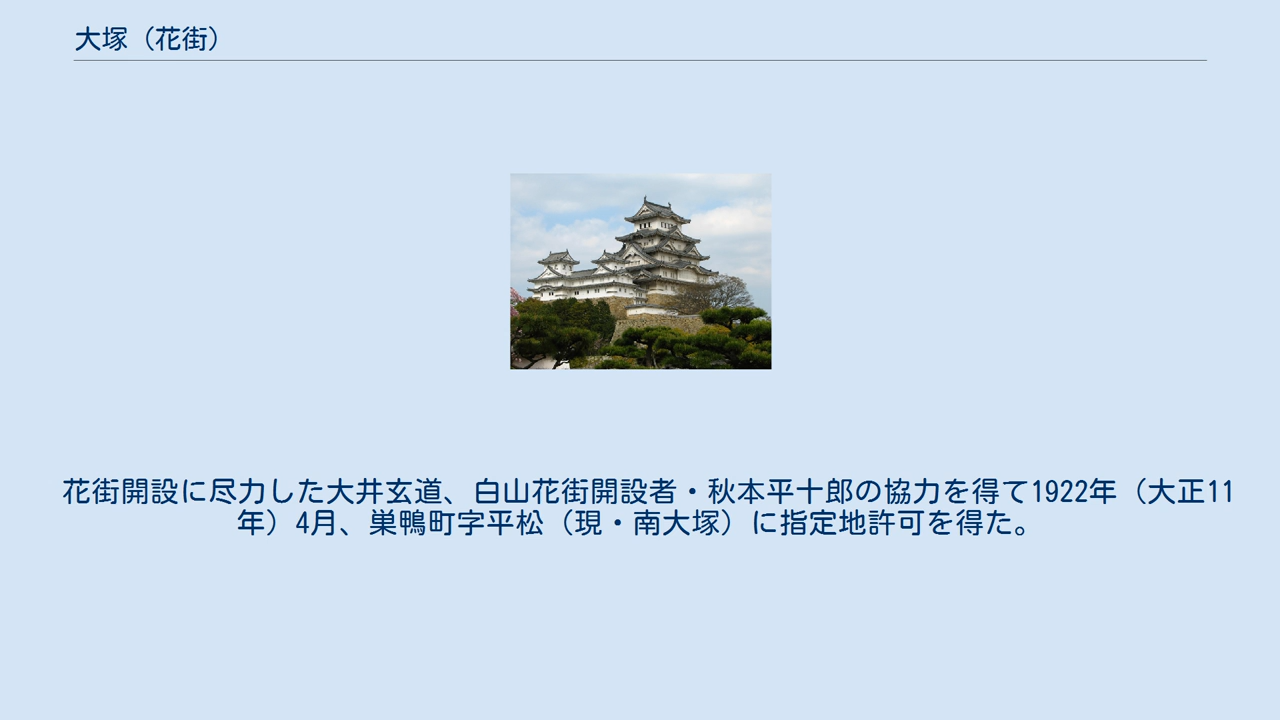 大塚（花街）
花街開設に尽力した大井玄道、白山花街開設者・秋本平十郎の協力を得て1922年（大正11
年）4月、巣鴨町字平松（現・南大塚）に指定地許可を得た。